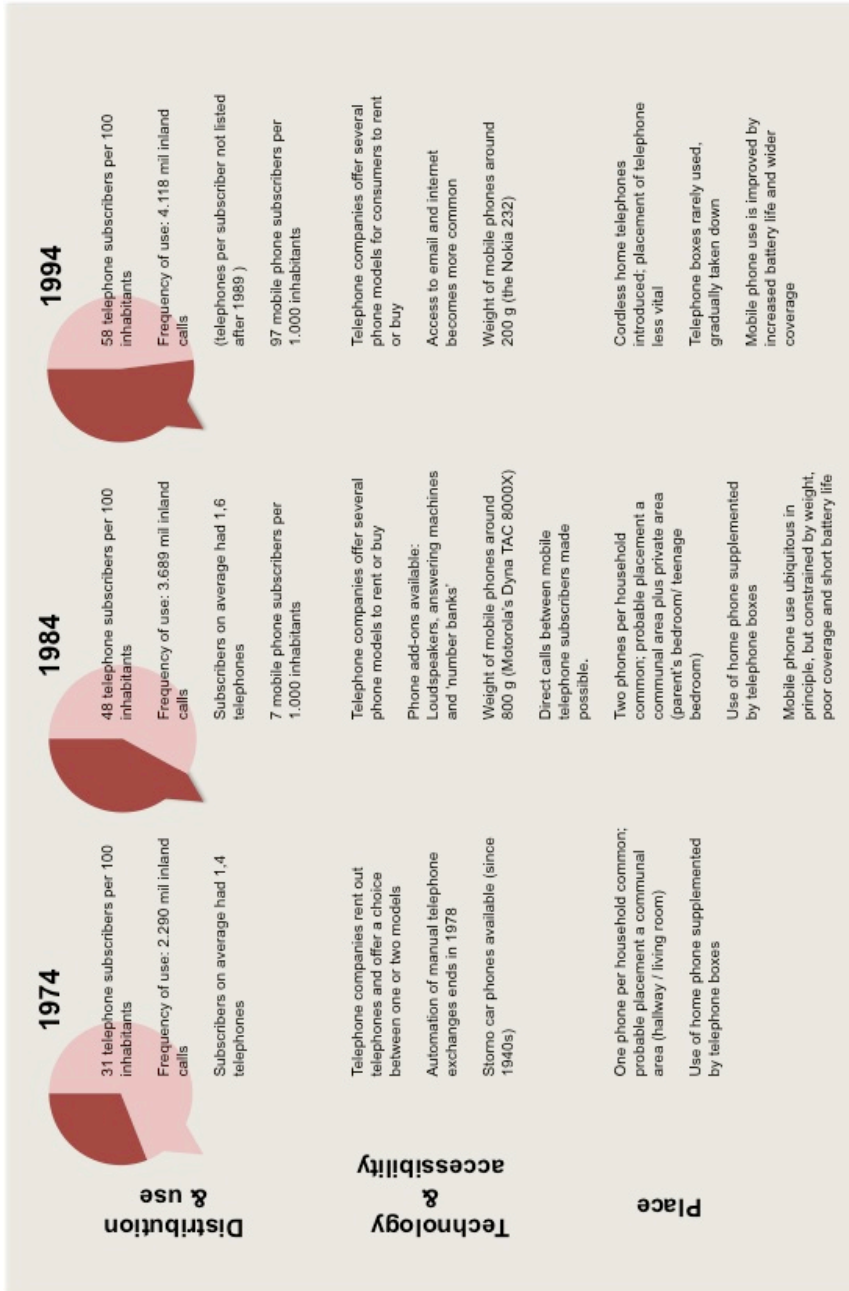 1974
1984
1994
Distribution
& use
31 telephone subscribers per 100
inhabitants
Frequency of use: 2.290 mil inland
calls
Subscribers on average had 1,4
telephones
48 telephone subscribers per 100
inhabitants
Frequency of use: 3.689 mil inland
calls
Subscribers on average had 1,6
telephones
7 mobile phone subscribers per
1.000 inhabitants
58 telephone subscribers per 100
inhabitants
Frequency of use: 4.118 mil inland
calls
(telephones per subscriber not listed
after 1989 )
97 mobile phone subscribers per
1.000 inhabitants
Technology
&
accessibility
Telephone companies rent out
telephones and offer a choice
between one or two models
Automation of manual telephone
exchanges ends in 1978
Storno car phones available (since
1940s)
Telephone companies offer several
phone models to rent or buy
Phone add-ons available:
Loudspeakers, answering machines
and ‘number banks’
Weight of mobile phones around
800 g (Motorola’s Dyna TAC 8000X)
Direct calls between mobile
telephone subscribers made
possible.
Telephone companies offer several
phone models for consumers to rent
or buy
Access to email and internet
becomes more common
Weight of mobile phones around
200 g (the Nokia 232)
Place
One phone per household common;
probable placement a communal
area (hallway / living room)
Use of home phone supplemented
by telephone boxes
Two phones per household
common; probable placement a
communal area plus private area
(parent’s bedroom/ teenage
bedroom)
Use of home phone supplemented
by telephone boxes
Mobile phone use ubiquitous in
principle, but constrained by weight,
poor coverage and short battery life
Cordless home telephones
introduced; placement of telephone
less vital
Telephone boxes rarely used,
gradually taken down
Mobile phone use is improved by
increased battery life and wider
coverage